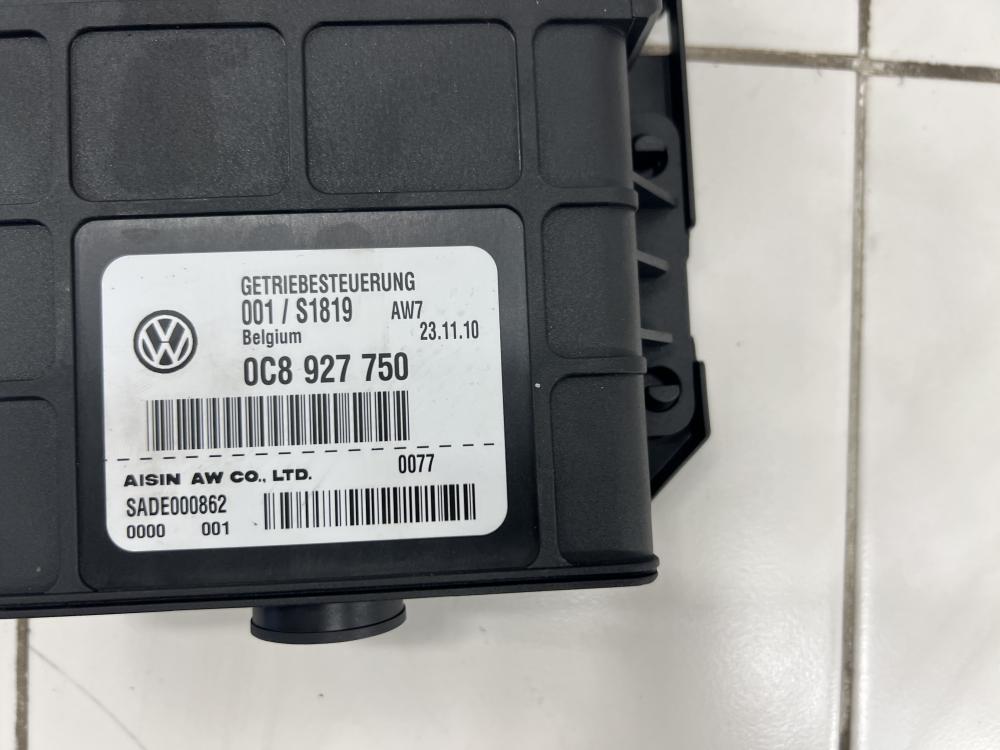 GETRIEBESTEUERUNG
001 / S1819 AW7
Belgium 23.11.10
0C8 927 750
0077
AISIN AW CO., LTD.
SADE000862
0000 001